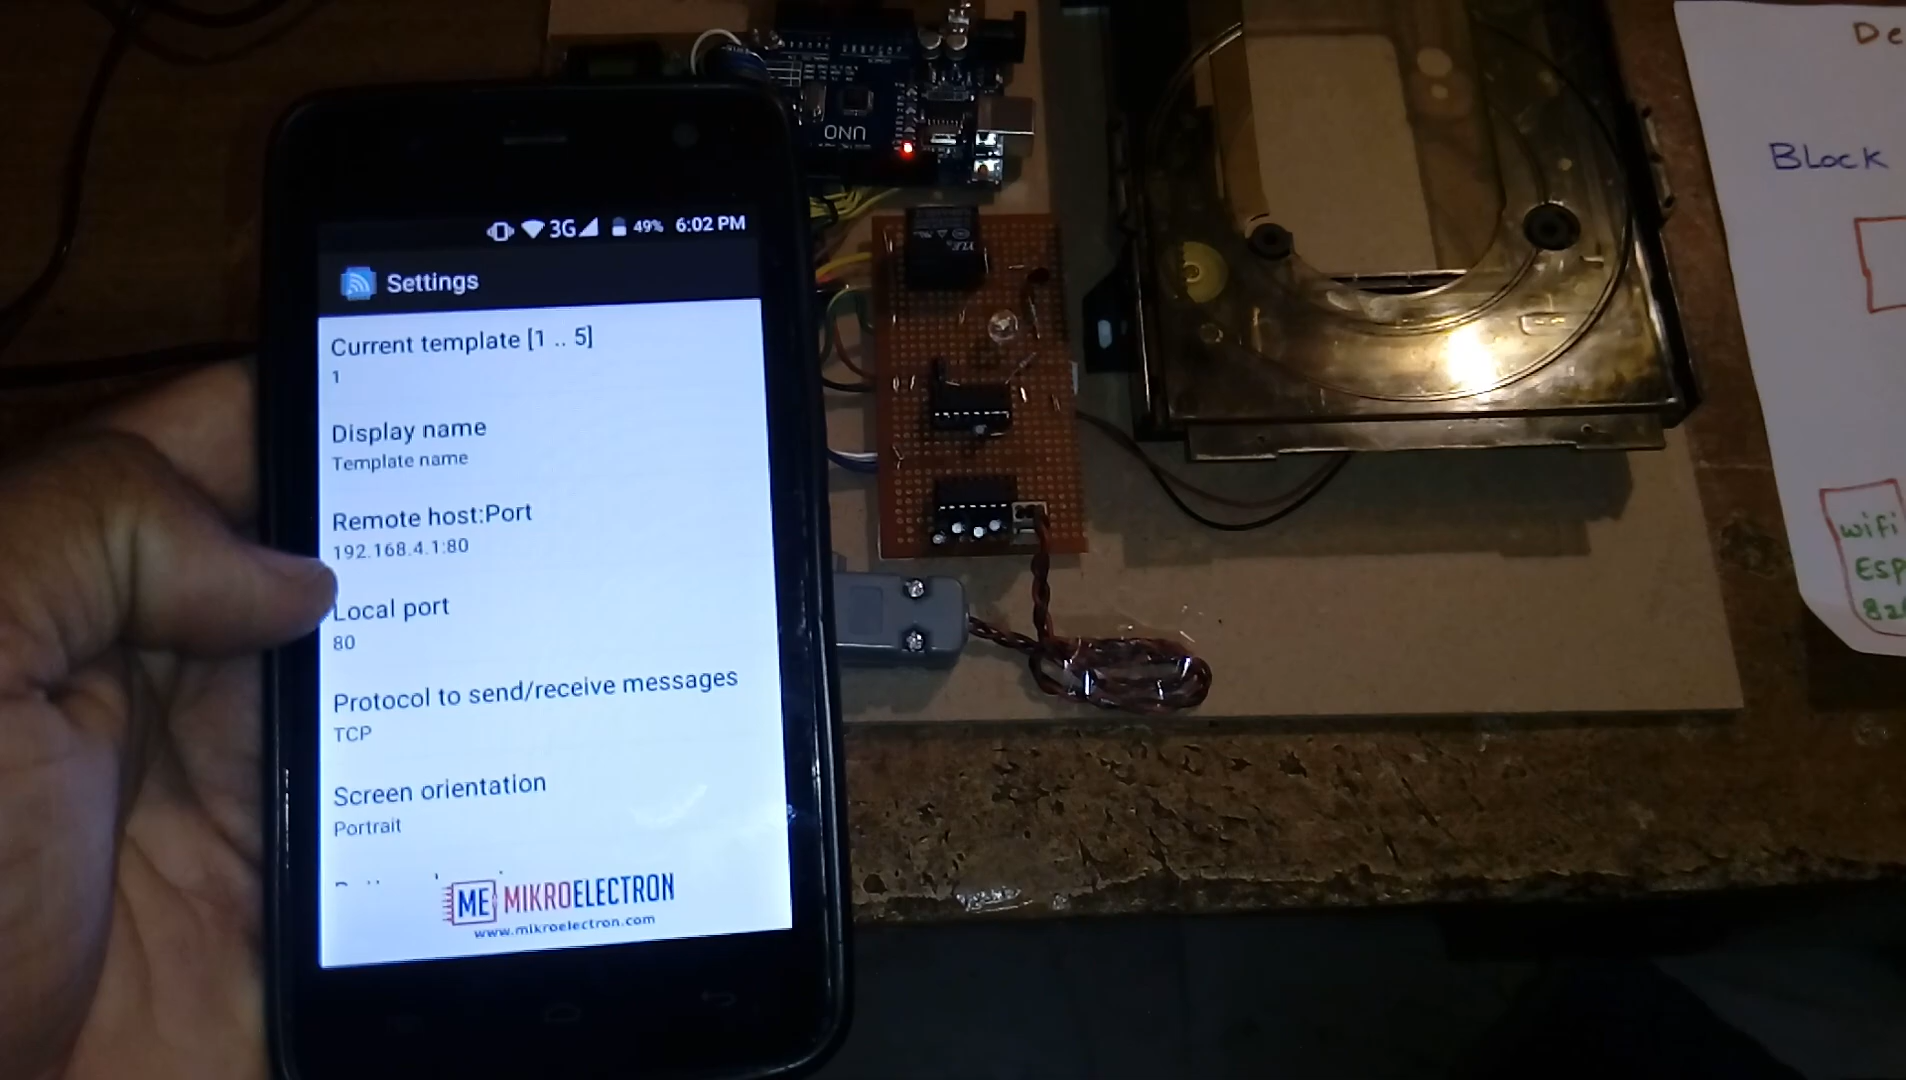 3G 49% 6:02 PM
Settings
Current template [1 .. 5]
1
Display name
Template name
Remote host:Port
192.168.4.1:80
Local port
80
Protocol to send/receive messages
TCP
Screen orientation
Portrait
ME MIKROELECTRON
www.mikroelectron.com
UNO
De
BLock
wifi
Esp